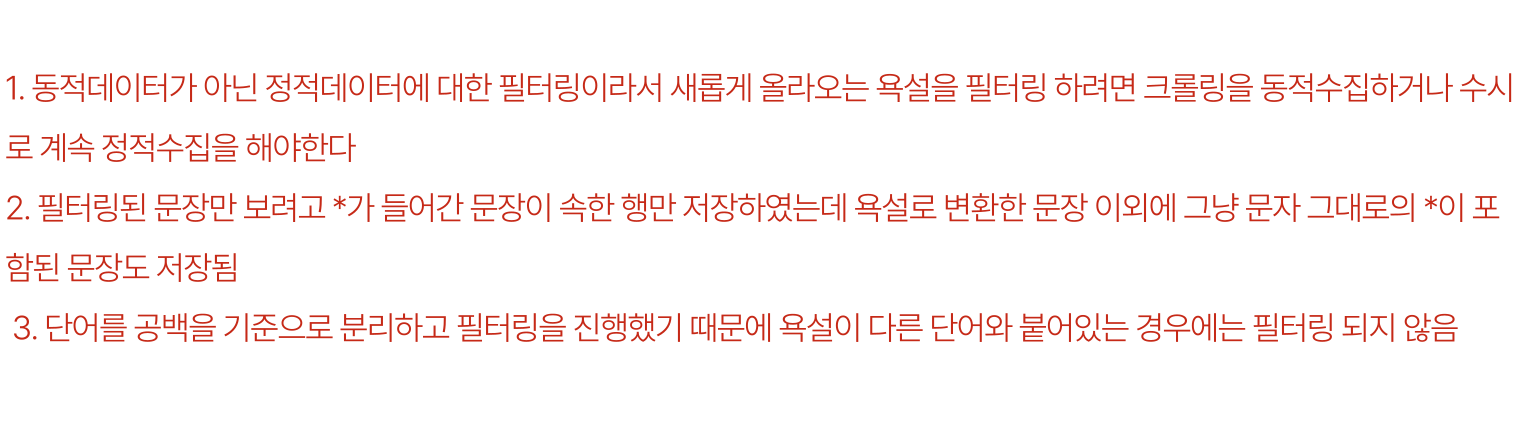 1. 동적데이터가 아닌 정적데이터에 대한 필터링이라서 새롭게 올라오는 욕설을 필터링 하려면 크롤링을 동적수집하거나 수시
로 계속 정적수집을 해야한다
2. 필터링된 문장만 보려고 *가 들어간 문장이 속한 행만 저장하였는데 욕설로 변환한 문장 이외에 그냥 문자 그대로의 *이 포
함된 문장도 저장됨
3. 단어를 공백을 기준으로 분리하고 필터링을 진행했기 때문에 욕설이 다른 단어와 붙어있는 경우에는 필터링 되지 않음